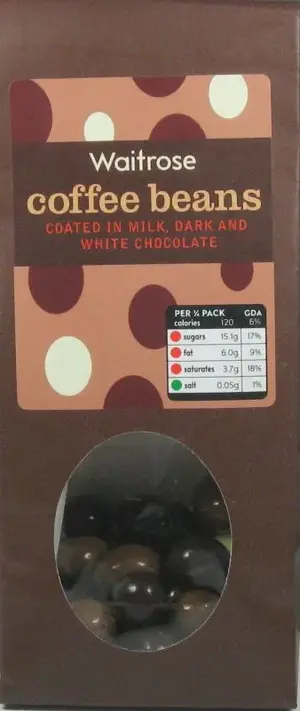 Waitrose
coffee beans
COATED IN MILK, DARK AND
WHITE CHOCOLATE
PER ¼ PACK GDA
calories 120 6%
sugars 15.1g 17%
fat 6.0g 9%
saturates 3.7g 18%
salt 0.05g 1%